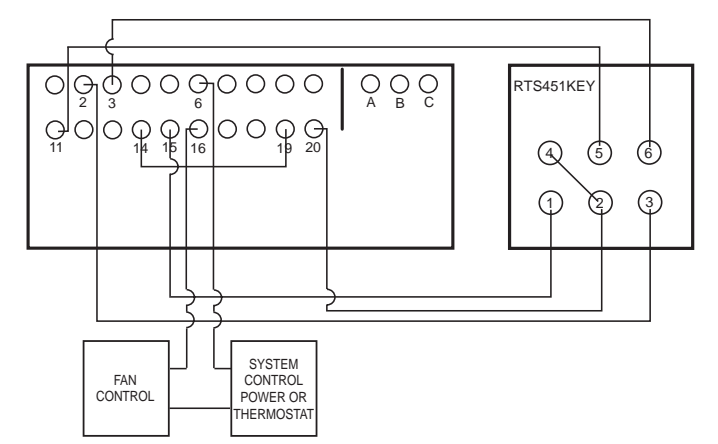 2 3 6
A B C
11 14 15 16 19 20
RTS451KEY
4 5 6
1 2 3
FAN
CONTROL
SYSTEM
CONTROL
POWER OR
THERMOSTAT